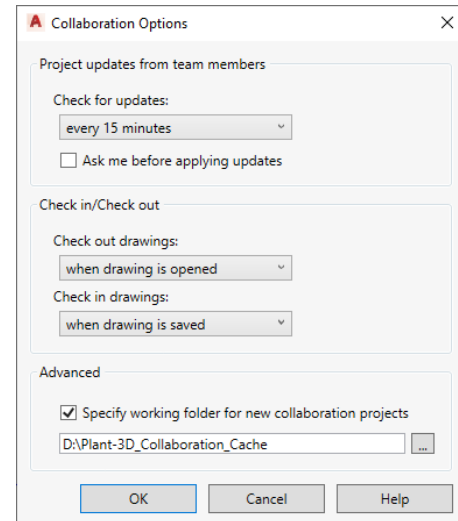 Collaboration Options
Project updates from team members
Check for updates:
every 15 minutes
Ask me before applying updates
Check in/Check out
Check out drawings:
when drawing is opened
Check in drawings:
when drawing is saved
Advanced
Specify working folder for new collaboration projects
D:\Plant-3D_Collaboration_Cache
...
OK Cancel Help